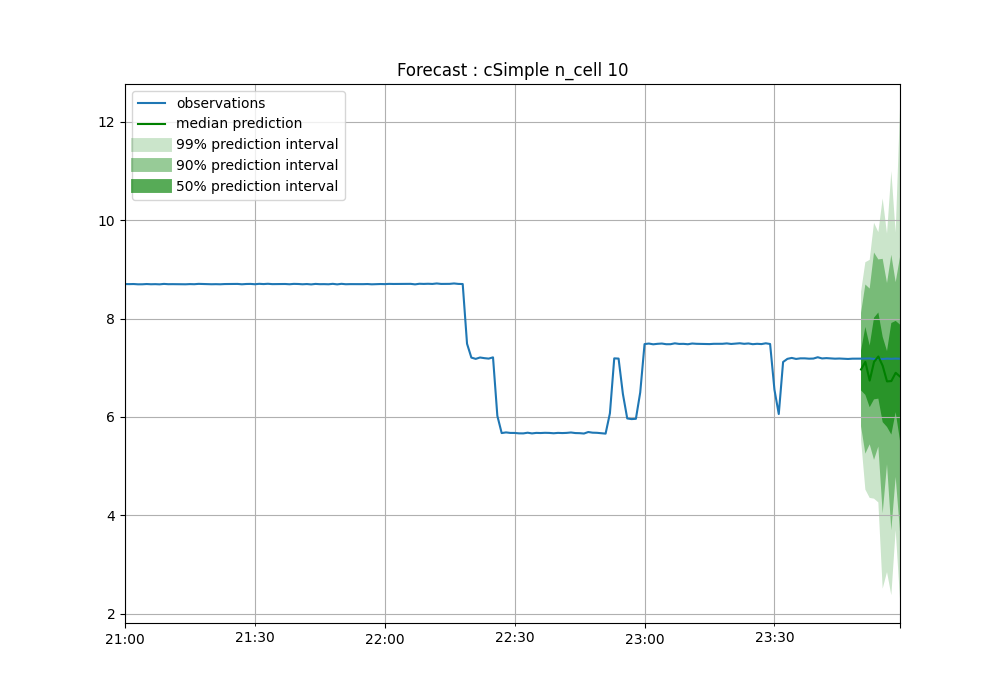 Forecast : cSimple n_cell 10
observations
median prediction
99% prediction interval
90% prediction interval
50% prediction interval
12
10
8
6
4
2
21:00
21:30
22:00
22:30
23:00
23:30